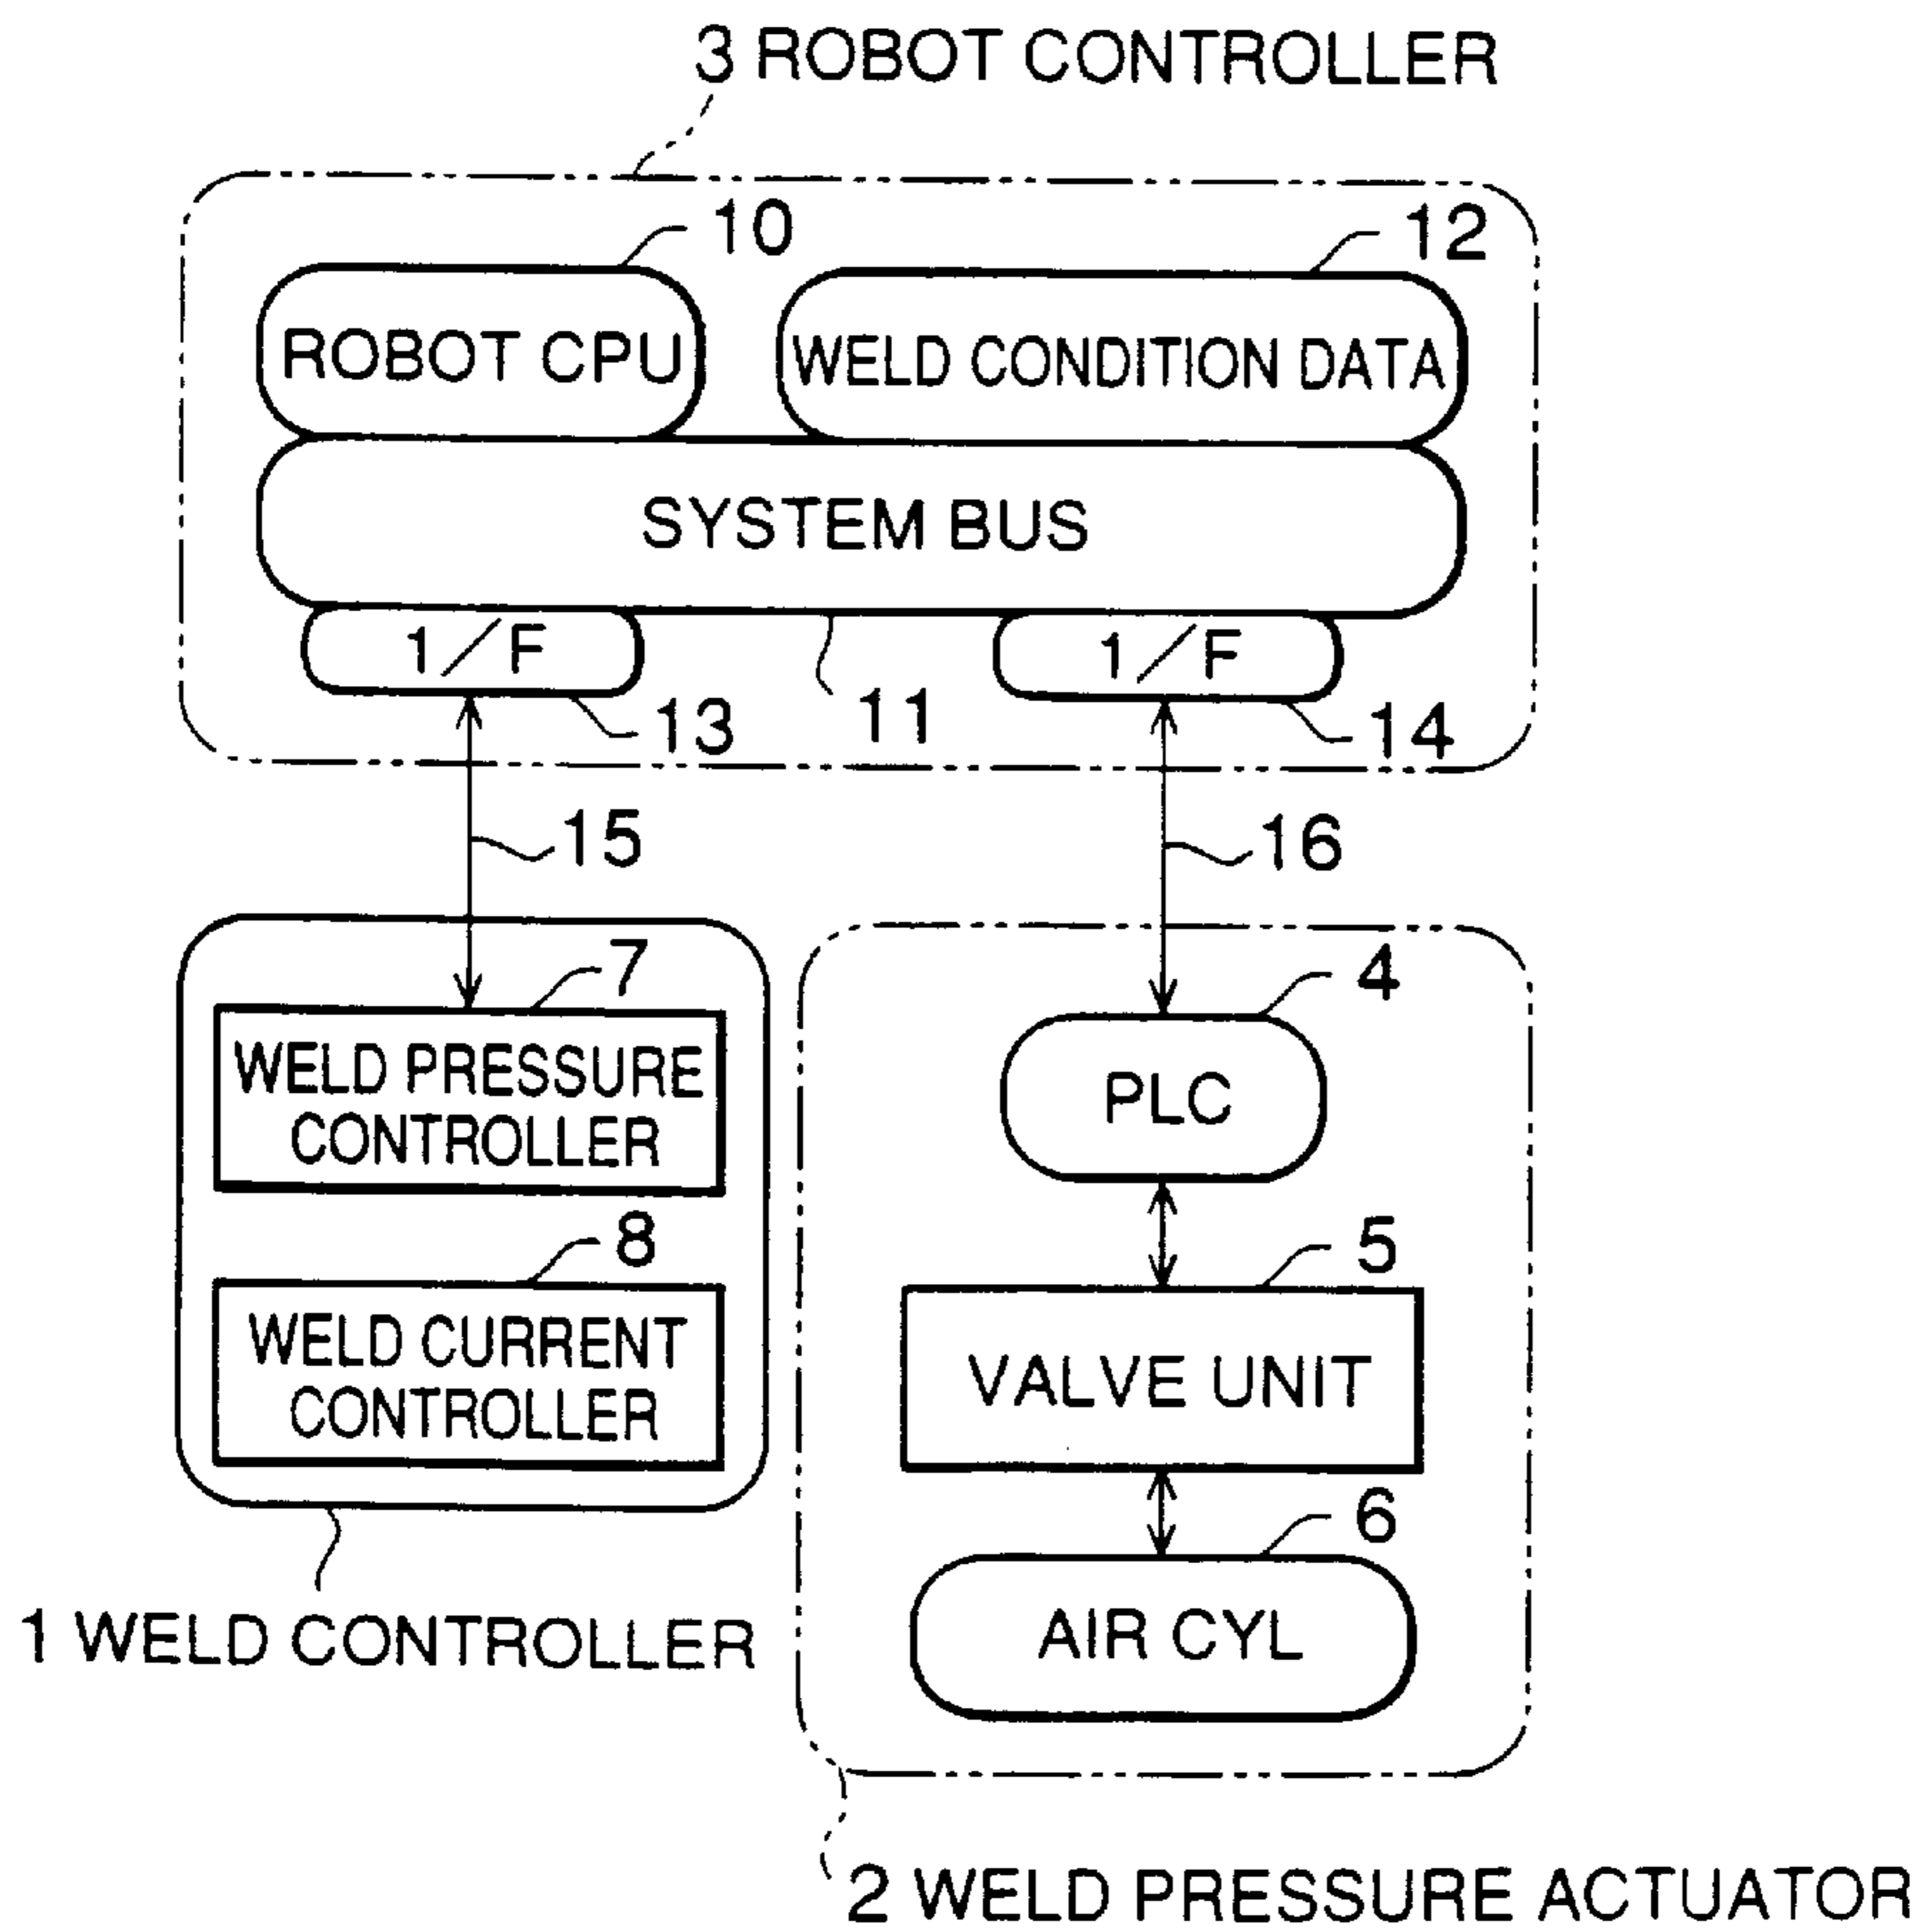 3 ROBOT CONTROLLER
10
12
ROBOT CPU
WELD CONDITION DATA
SYSTEM BUS
1/F
1/F
13
11
14
15
16
7
4
WELD PRESSURE
CONTROLLER
PLC
8
5
WELD CURRENT
CONTROLLER
VALVE UNIT
6
AIR CYL
1 WELD CONTROLLER
2 WELD PRESSURE ACTUATOR